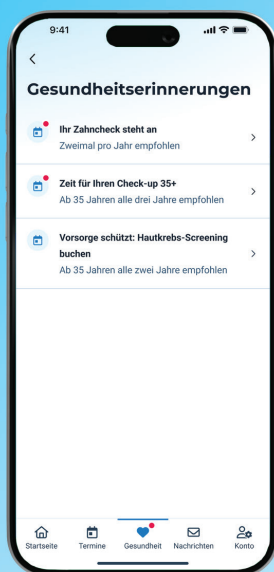 9:41
Gesundheitserinnerungen
Ihr Zahncheck steht an
Zweimal pro Jahr empfohlen
Zeit für Ihren Check-up 35+
Ab 35 Jahren alle drei Jahre empfohlen
Vorsorge schützt: Hautkrebs-Screening
buchen
Ab 35 Jahren alle zwei Jahre empfohlen
Startseite Termine Gesundheit Nachrichten Konto